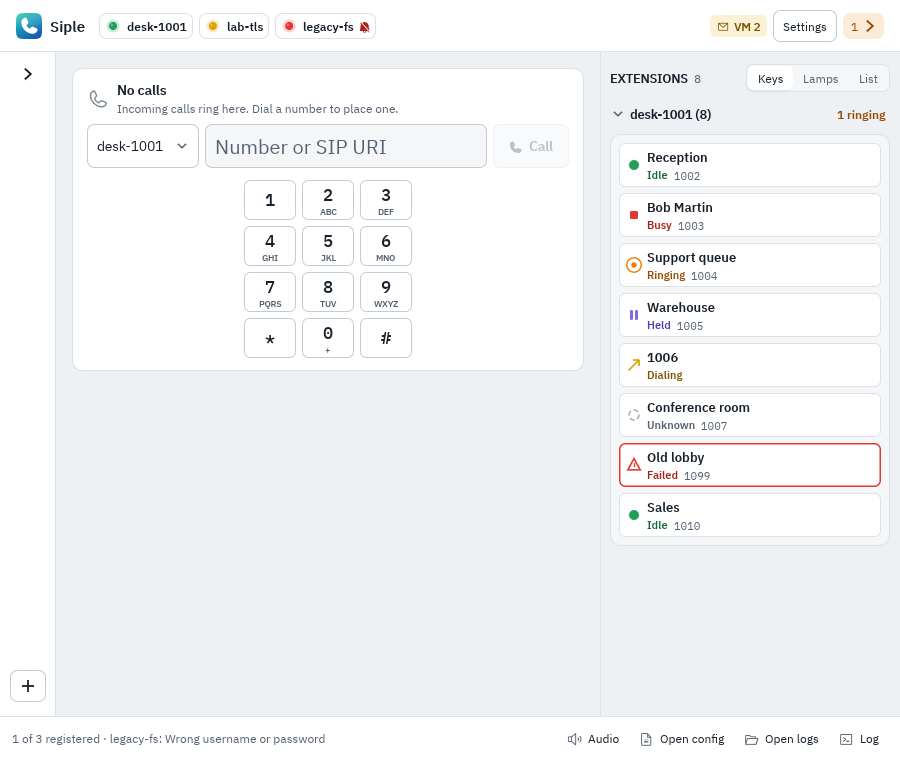 Siple
desk-1001
lab-tls
legacy-fs
VM 2
Settings
1
No calls
Incoming calls ring here. Dial a number to place one.
desk-1001
Number or SIP URI
Call
1
2
ABC
3
DEF
4
GHI
5
JKL
6
MNO
7
PQRS
8
TUV
9
WXYZ
*
0
+
#
EXTENSIONS 8
Keys
Lamps
List
desk-1001 (8)
1 ringing
Reception
Idle 1002
Bob Martin
Busy 1003
Support queue
Ringing 1004
Warehouse
Held 1005
1006
Dialing
Conference room
Unknown 1007
Old lobby
Failed 1099
Sales
Idle 1010
1 of 3 registered · legacy-fs: Wrong username or password
Audio
Open config
Open logs
Log